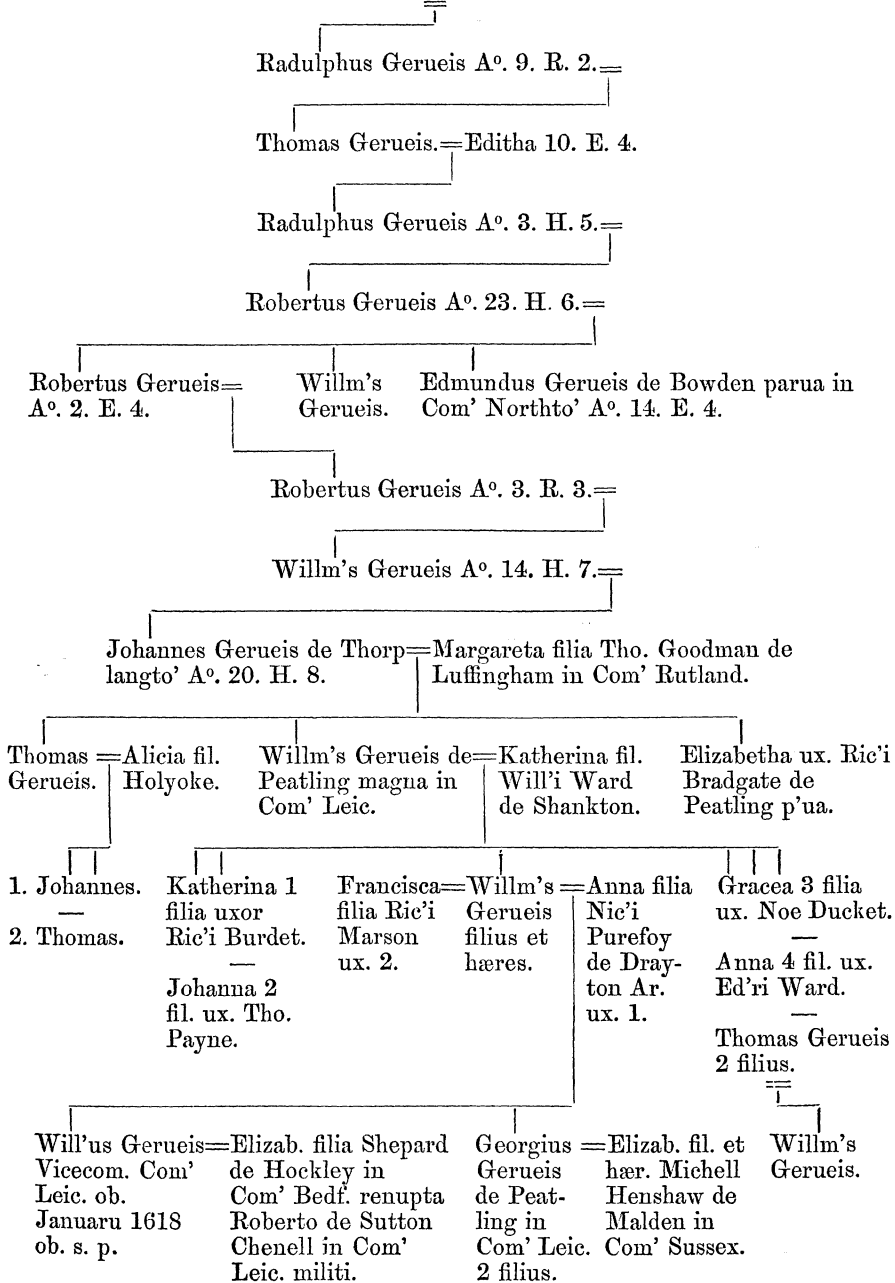 Radulphus Gerueis Aº. 9. R. 2.=
Thomas Gerueis.=Editha 10. E. 4.
Radulphus Gerueis Aº. 3. H. 5.=
Robertus Gerueis Aº. 23. H. 6.=
Robertus Gerueis=
Aº. 2. E. 4.
Willm's
Gerueis.
Edmundus Gerueis de Bowden parua in
Com' Northto' Aº. 14. E. 4.
Robertus Gerueis Aº. 3. R. 3.=
Willm's Gerueis Aº. 14. H. 7.=
Johannes Gerueis de Thorp=Margareta filia Tho. Goodman de
langto' Aº. 20. H. 8. Luffingham in Com' Rutland.
Thomas =Alicia fil.
Gerueis. Holyoke.
Willm's Gerueis de=Katherina fil.
Peatling magna in Will'i Ward
Com' Leic. de Shankton.
Elizabetha ux. Ric'i
Bradgate de
Peatling p'ua.
1. Johannes.
—
2. Thomas.
Katherina 1
filia uxor
Ric'i Burdet.
—
Johanna 2
fil. ux. Tho.
Payne.
Francisca=Willm's =Anna filia
filia Ric'i Gerueis Nic'i
Marson filius et Purefoy
ux. 2. hæres. de Dray-
ton Ar.
ux. 1.
Gracea 3 filia
ux. Noe Ducket.
—
Anna 4 fil. ux.
Ed'ri Ward.
—
Thomas Gerueis
2 filius.
=
Will'us Gerueis=Elizab. filia Shepard
Vicecom. Com' de Hockley in
Leic. ob. Com' Bedf. renupta
Januaru 1618 Roberto de Sutton
ob. s. p. Chenell in Com'
Leic. militi.
Georgius =Elizab. fil. et
Gerueis hær. Michell
de Peat- Henshaw de
ling in Malden in
Com' Leic. Com' Sussex.
2 filius.
Willm's
Gerueis.